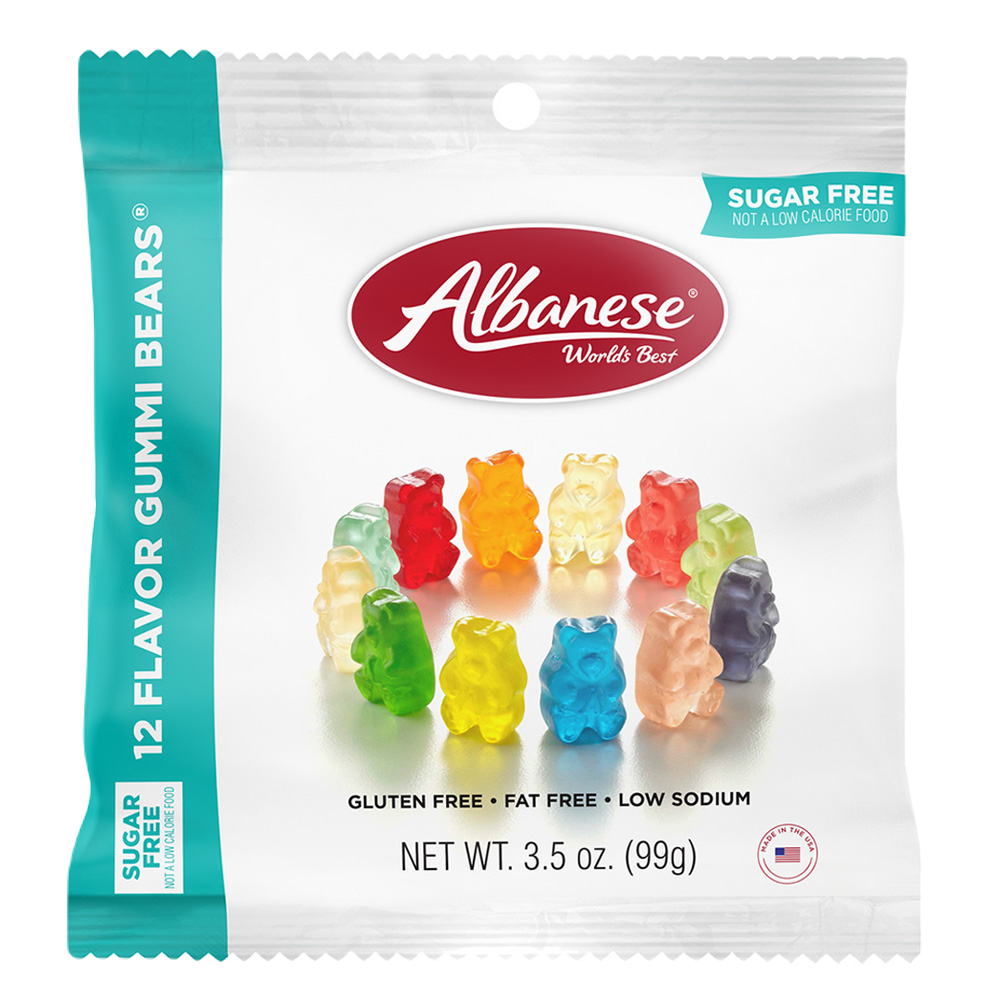 SUGAR FREE
NOT A LOW CALORIE FOOD
Albanese®
World's Best
12 FLAVOR GUMMI BEARS®
SUGAR
FREE
NOT A LOW CALORIE FOOD
GLUTEN FREE • FAT FREE • LOW SODIUM
NET WT. 3.5 oz. (99g)
MADE IN THE USA